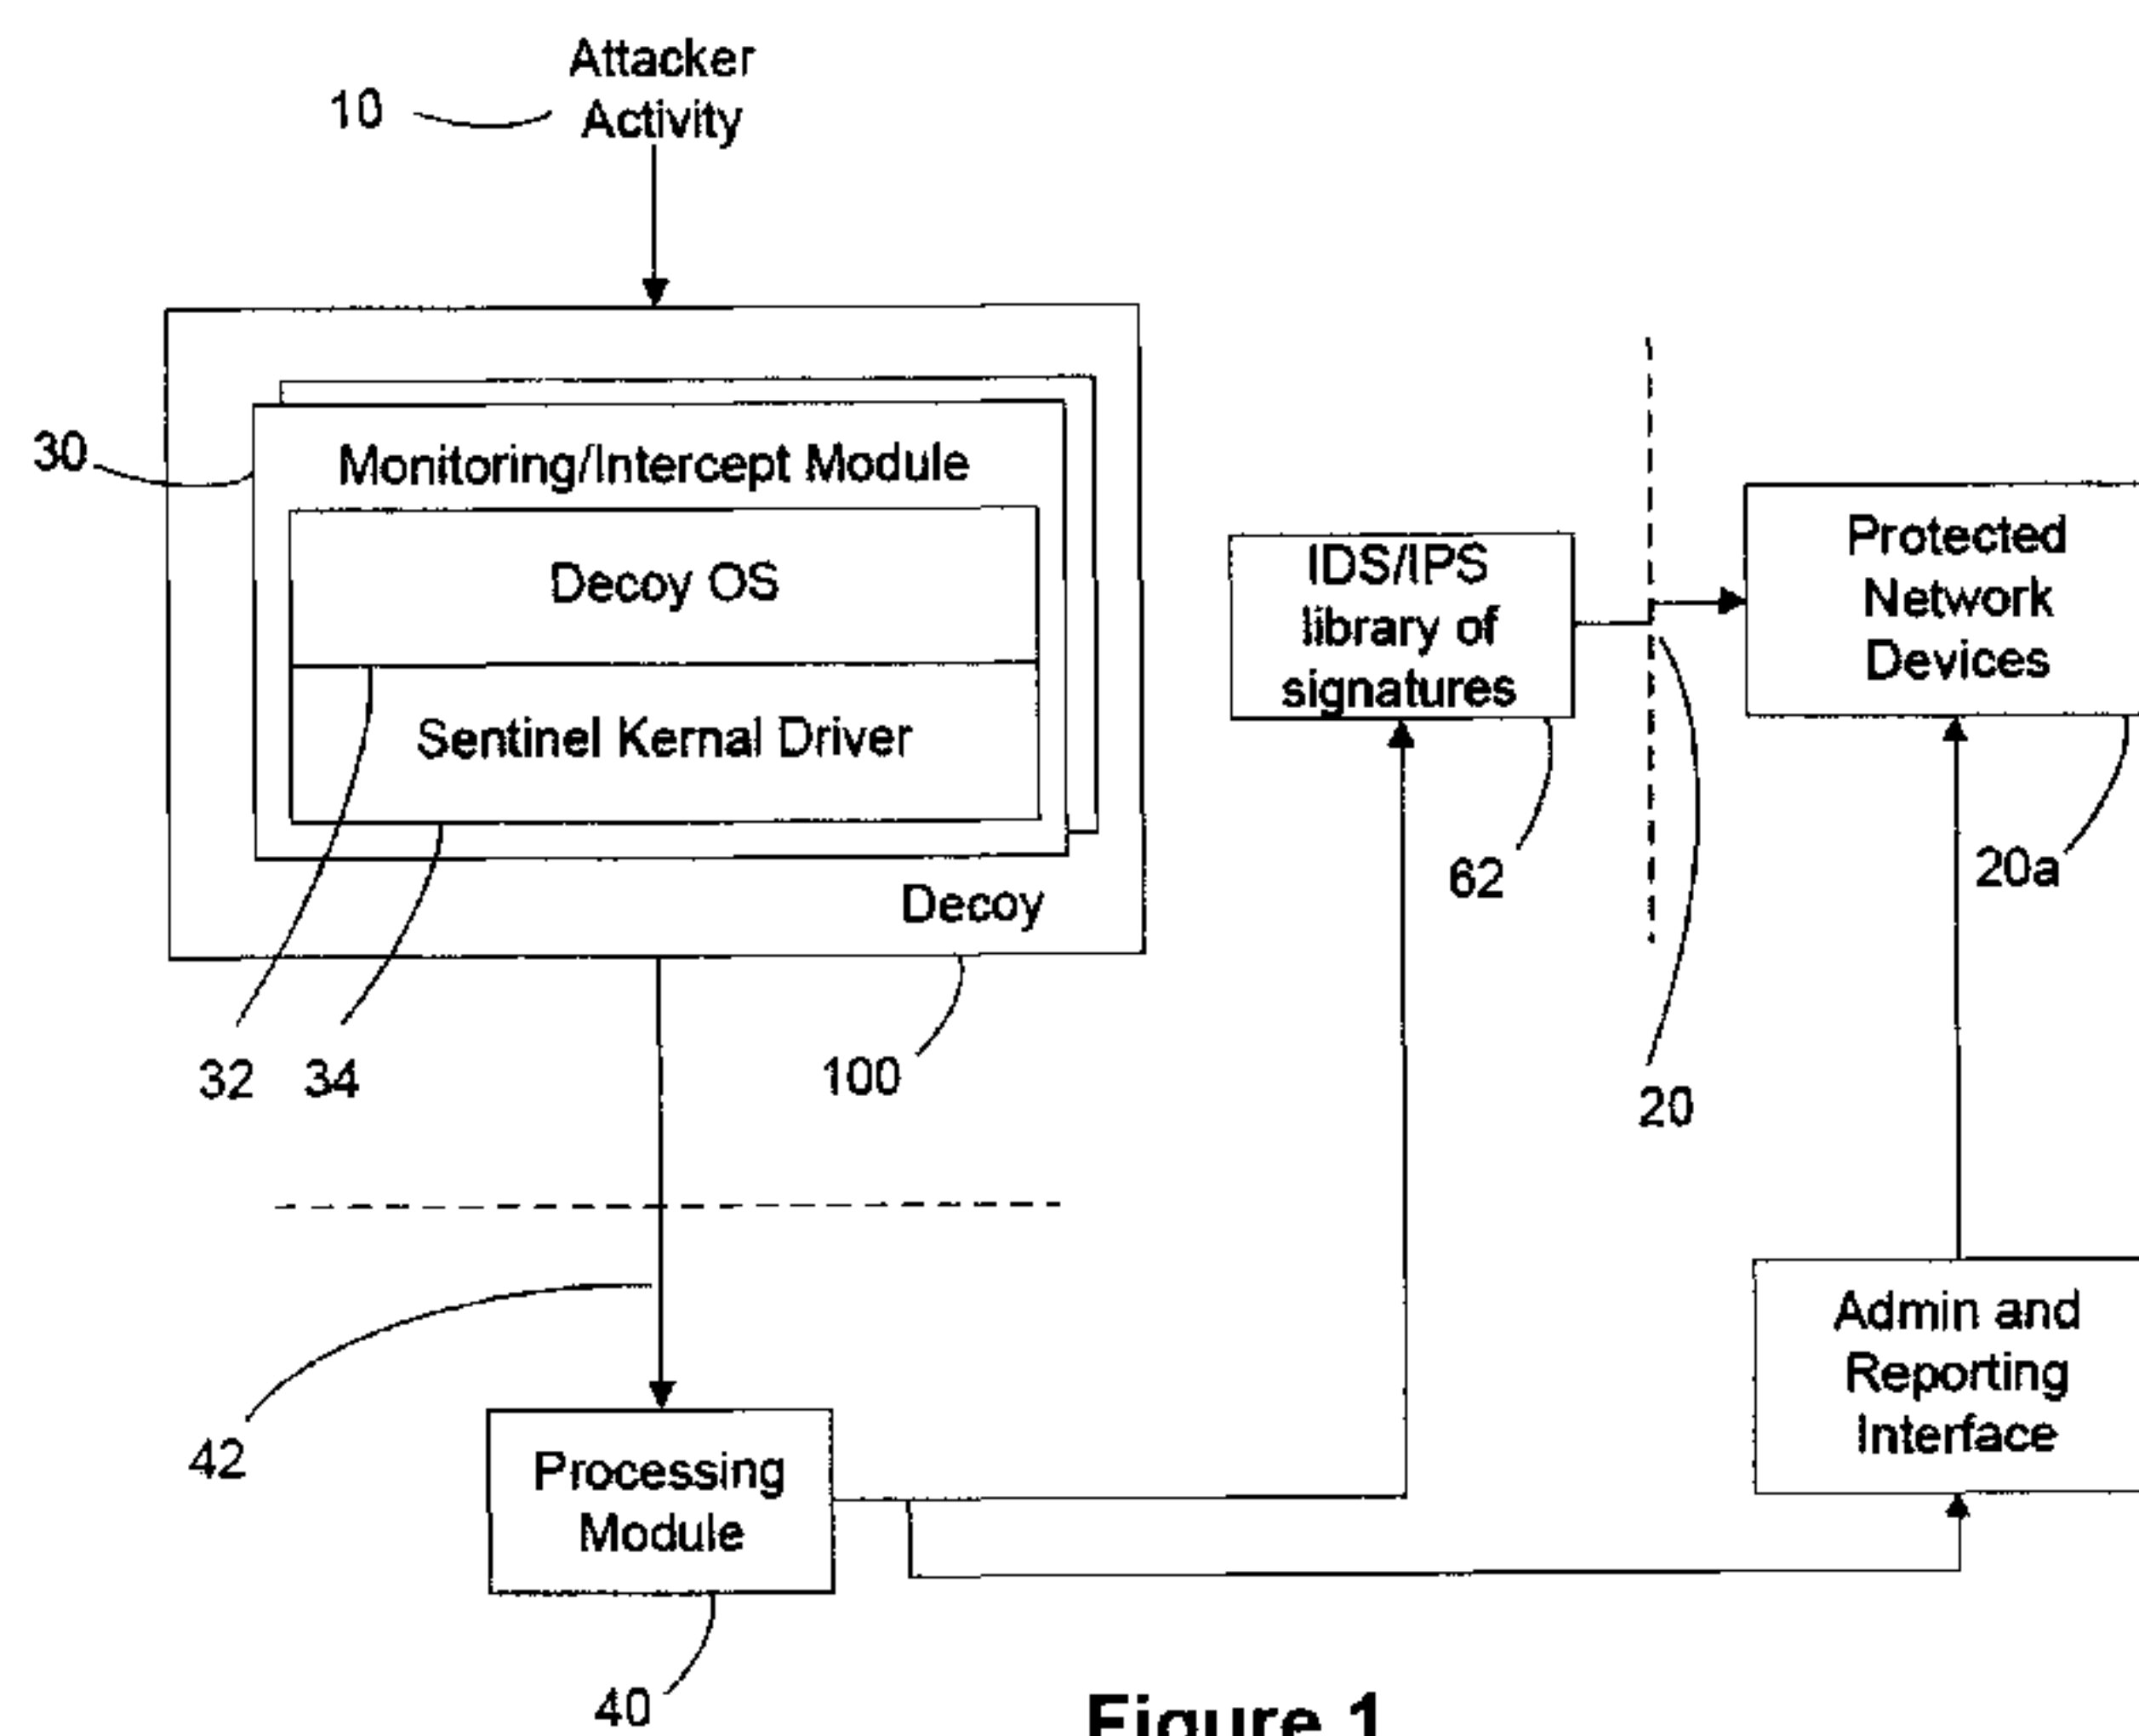 Attacker
Activity
10
30
Monitoring/Intercept Module
Decoy OS
Sentinel Kernal Driver
Decoy
32
34
100
IDS/IPS
library of
signatures
62
Protected
Network
Devices
20a
20
42
Processing
Module
40
Admin and
Reporting
Interface
Figure 1